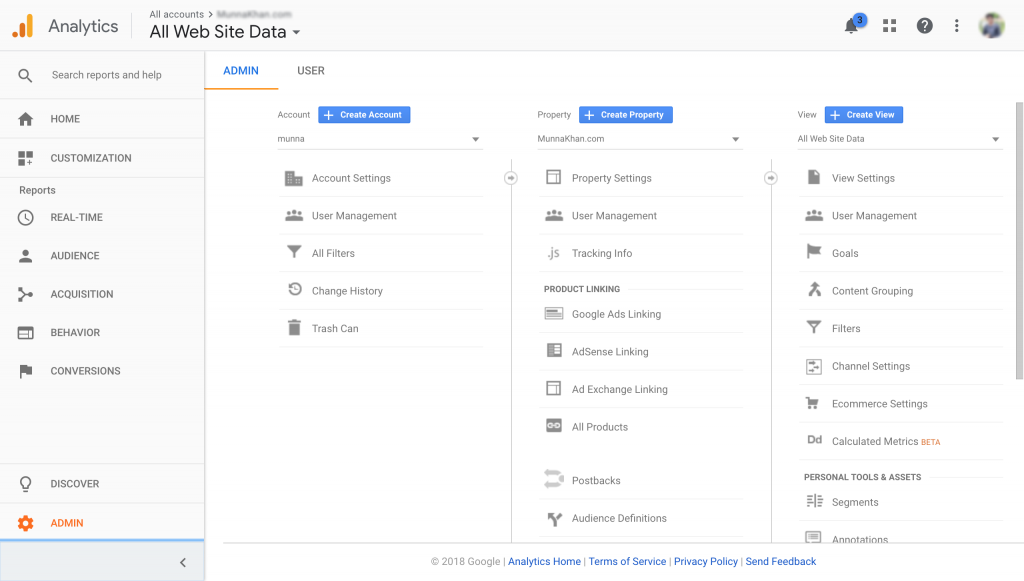 Analytics
All accounts >
All Web Site Data
3
Search reports and help
HOME
CUSTOMIZATION
Reports
REAL-TIME
AUDIENCE
ACQUISITION
BEHAVIOR
CONVERSIONS
DISCOVER
ADMIN
ADMIN
USER
Account
Create Account
munna
Account Settings
User Management
All Filters
Change History
Trash Can
Property
Create Property
MunnaKhan.com
Property Settings
User Management
.js Tracking Info
PRODUCT LINKING
Google Ads Linking
AdSense Linking
Ad Exchange Linking
All Products
Postbacks
Audience Definitions
View
Create View
All Web Site Data
View Settings
User Management
Goals
Content Grouping
Filters
Channel Settings
Ecommerce Settings
Dd Calculated Metrics BETA
PERSONAL TOOLS & ASSETS
Segments
Annotations
© 2018 Google | Analytics Home | Terms of Service | Privacy Policy | Send Feedback